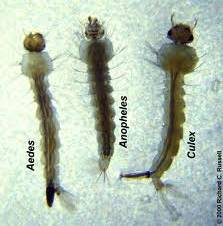 Aedes
Anopheles
Culex
©2000 Richard C. Russell